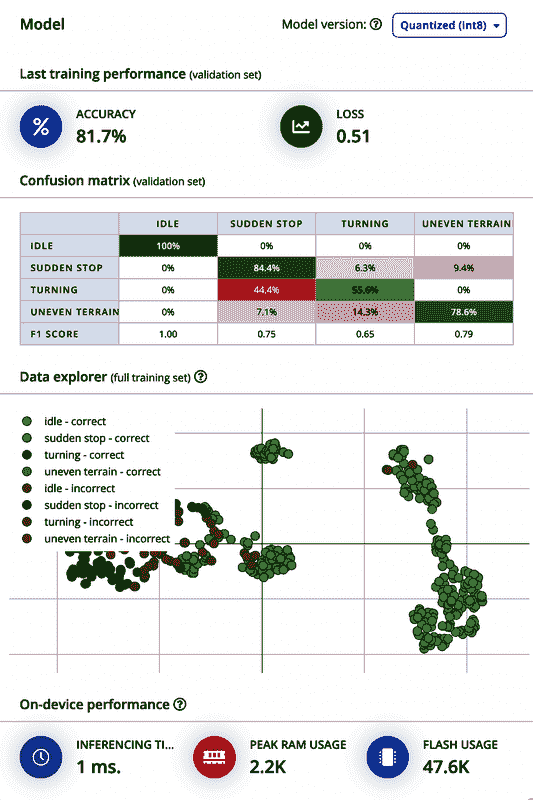 Model
Model version: Quantized (int8)
Last training performance (validation set)
% ACCURACY
81.7%
LOSS
0.51
Confusion matrix (validation set)
IDLE SUDDEN STOP TURNING UNEVEN TERRAIN
IDLE 100% 0% 0% 0%
SUDDEN STOP 0% 84.4% 6.3% 9.4%
TURNING 0% 44.4% 55.6% 0%
UNEVEN TERRAIN 0% 7.1% 14.3% 78.6%
F1 SCORE 1.00 0.75 0.65 0.79
Data explorer (full training set) ?
idle - correct
sudden stop - correct
turning - correct
uneven terrain - correct
idle - incorrect
sudden stop - incorrect
turning - incorrect
uneven terrain - incorrect
On-device performance ?
INFERENCING TI...
1 ms.
PEAK RAM USAGE
2.2K
FLASH USAGE
47.6K